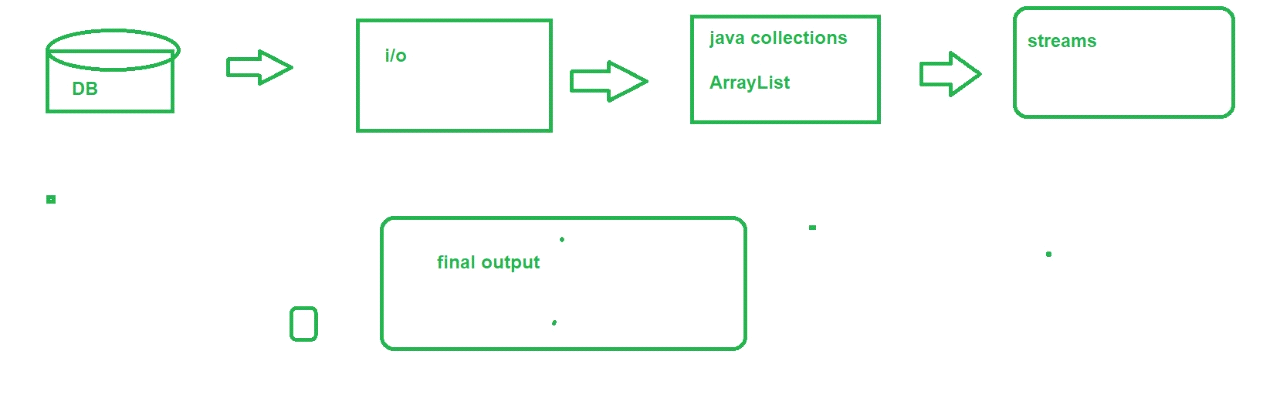 DB
i/o
java collections
ArrayList
streams
final output